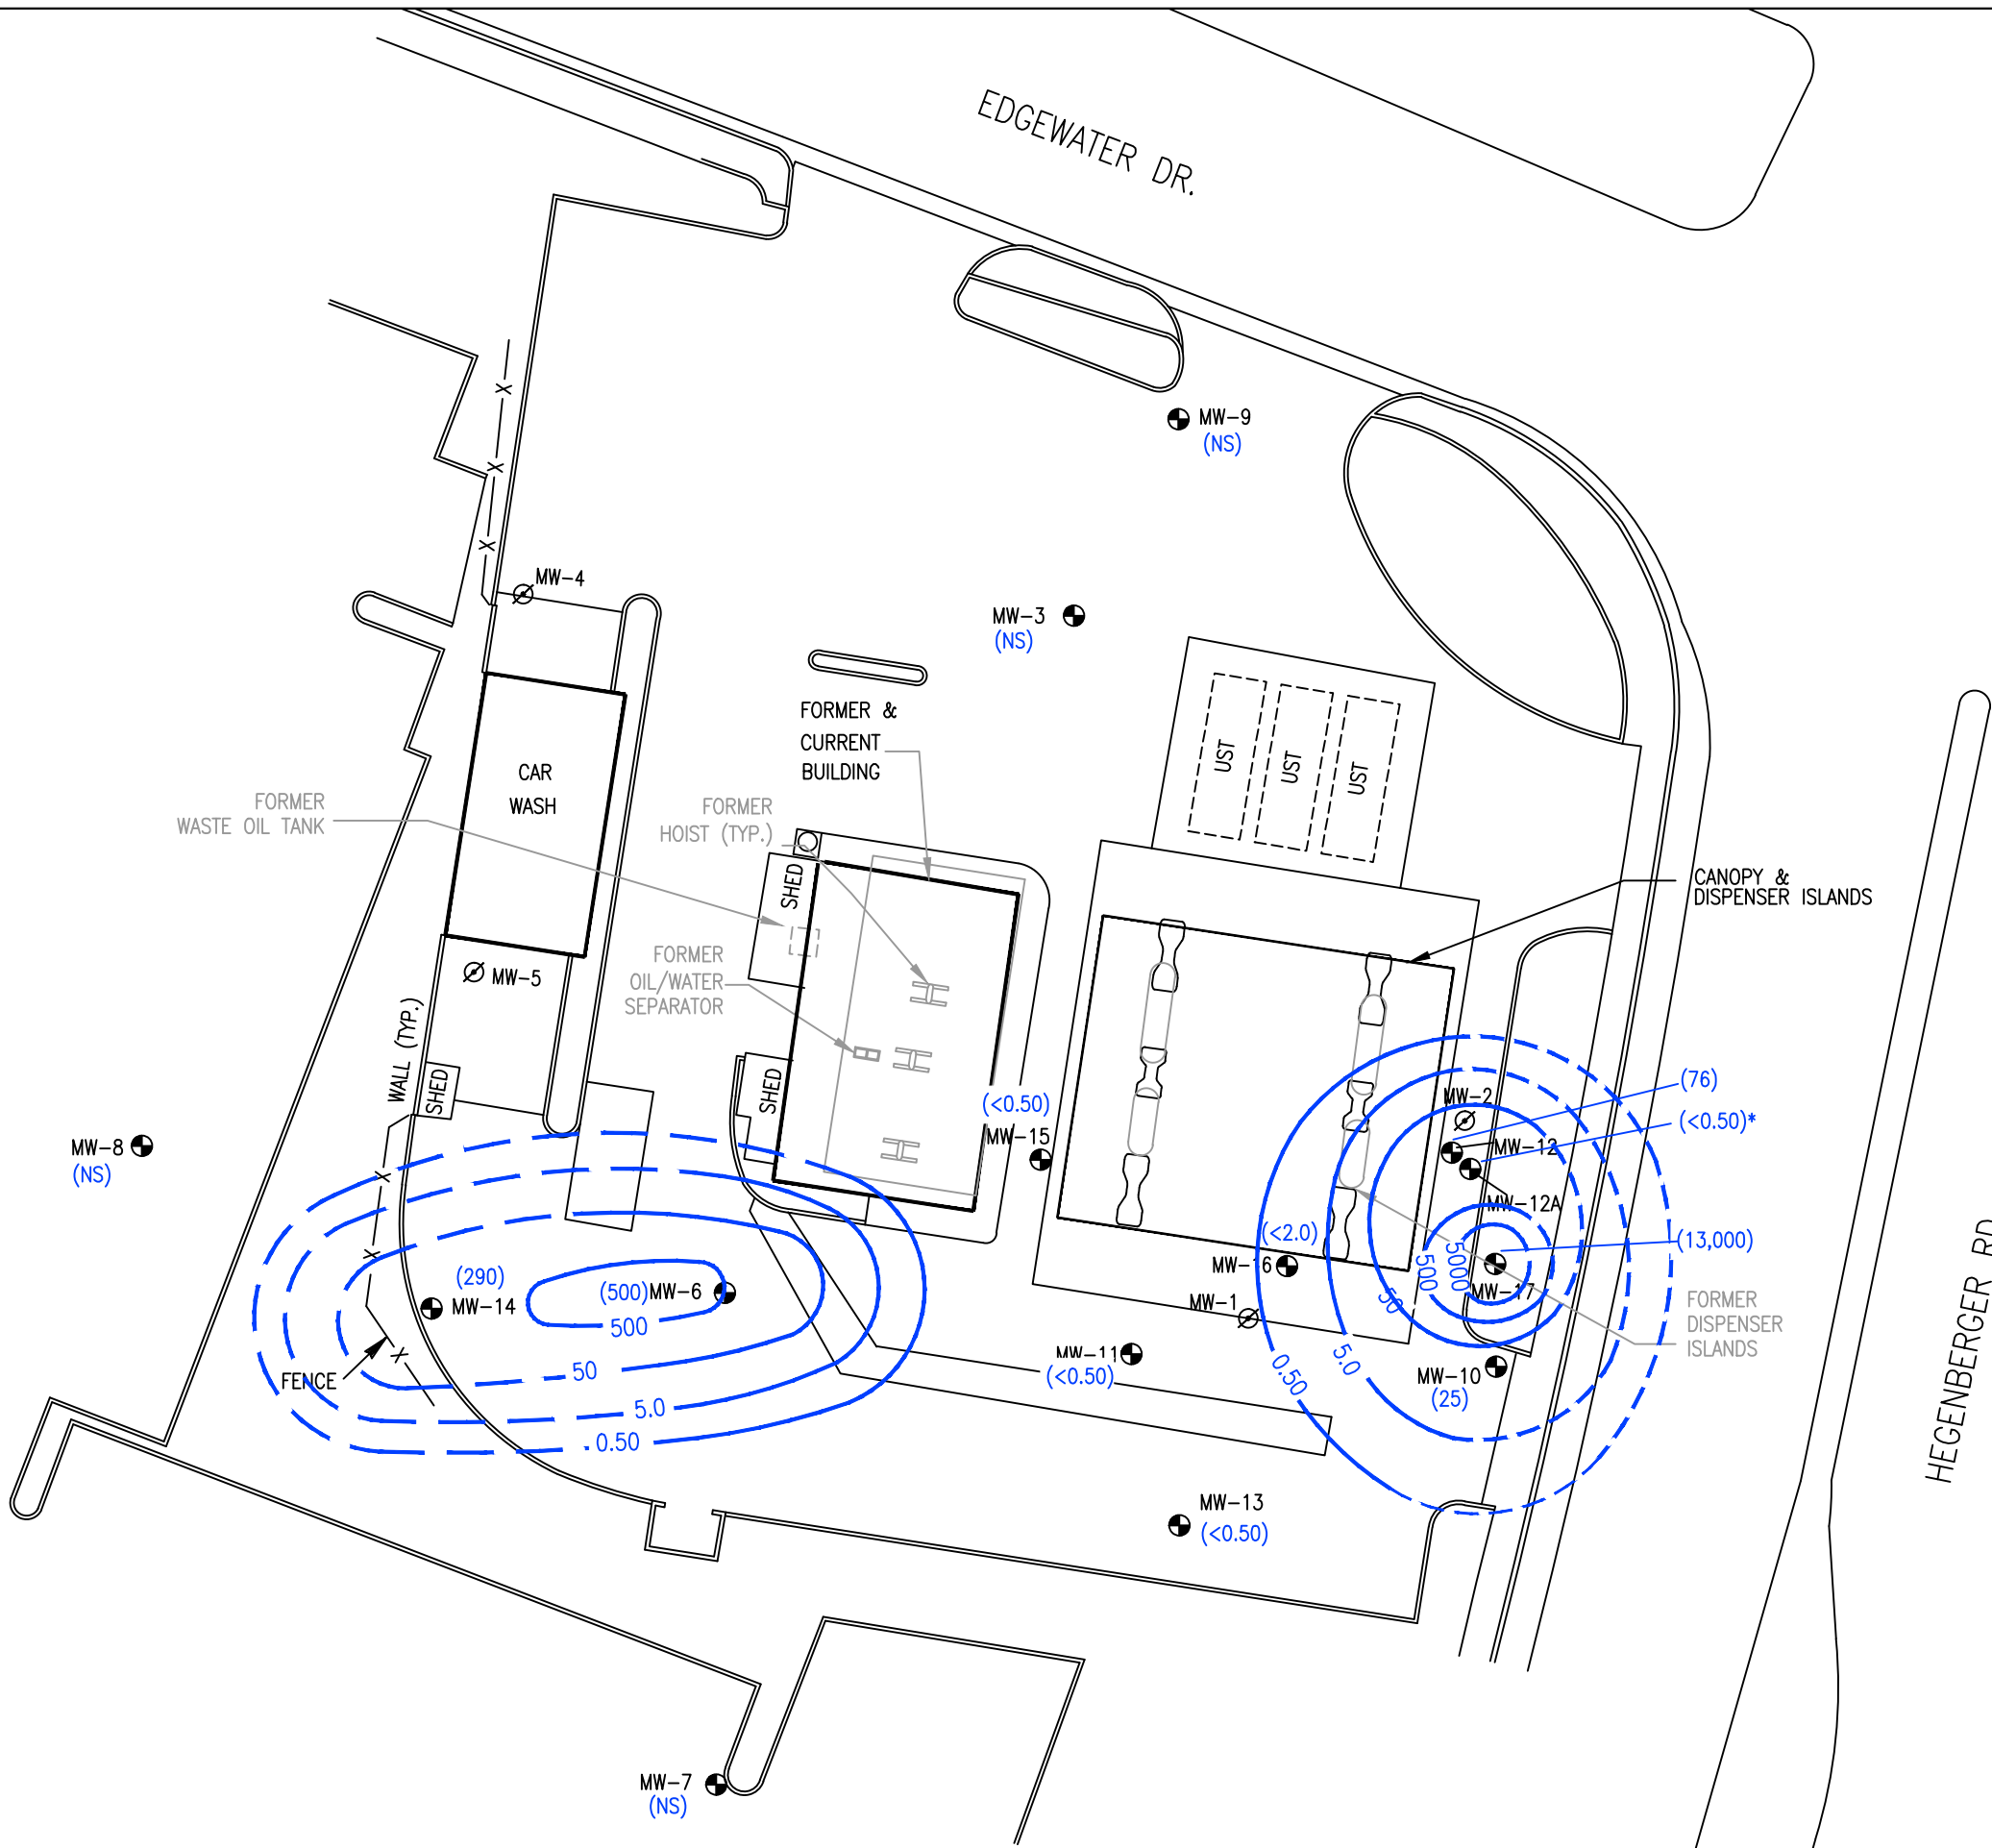 EDGEWATER DR.
MW-9
(NS)
MW-4
MW-3
(NS)
FORMER &
CURRENT
BUILDING
UST
UST
UST
CAR
WASH
FORMER
WASTE OIL TANK
FORMER
HOIST (TYP.)
SHED
CANOPY &
DISPENSER ISLANDS
FORMER
OIL/WATER
SEPARATOR
MW-5
WALL (TYP.)
SHED
SHED
(<0.50)
MW-15
MW-2
(76)
(<0.50)*
MW-12
MW-12A
MW-8
(NS)
X
X
X
X
X
X
(<2.0)
MW-16
(13,000)
MW-17
5000
500
50
5.0
0.50
MW-1
(290)
MW-14
(500)
MW-6
500
50
5.0
0.50
FENCE
MW-11
(<0.50)
MW-10
(25)
FORMER
DISPENSER
ISLANDS
HEGENBERGER RD
MW-13
(<0.50)
MW-7
(NS)